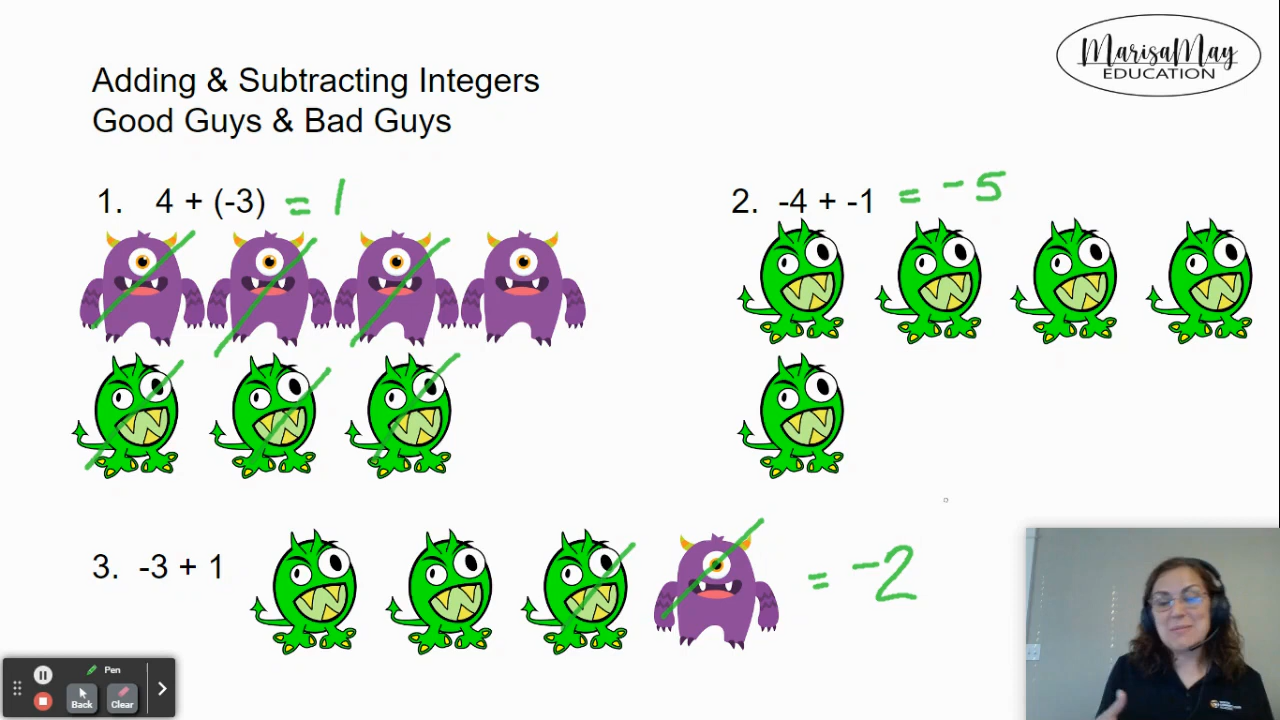 MarisaMay
EDUCATION
Adding & Subtracting Integers
Good Guys & Bad Guys
1. 4 + (-3) = 1
2. -4 + -1 = -5
3. -3 + 1 = -2
Pen
Back Clear